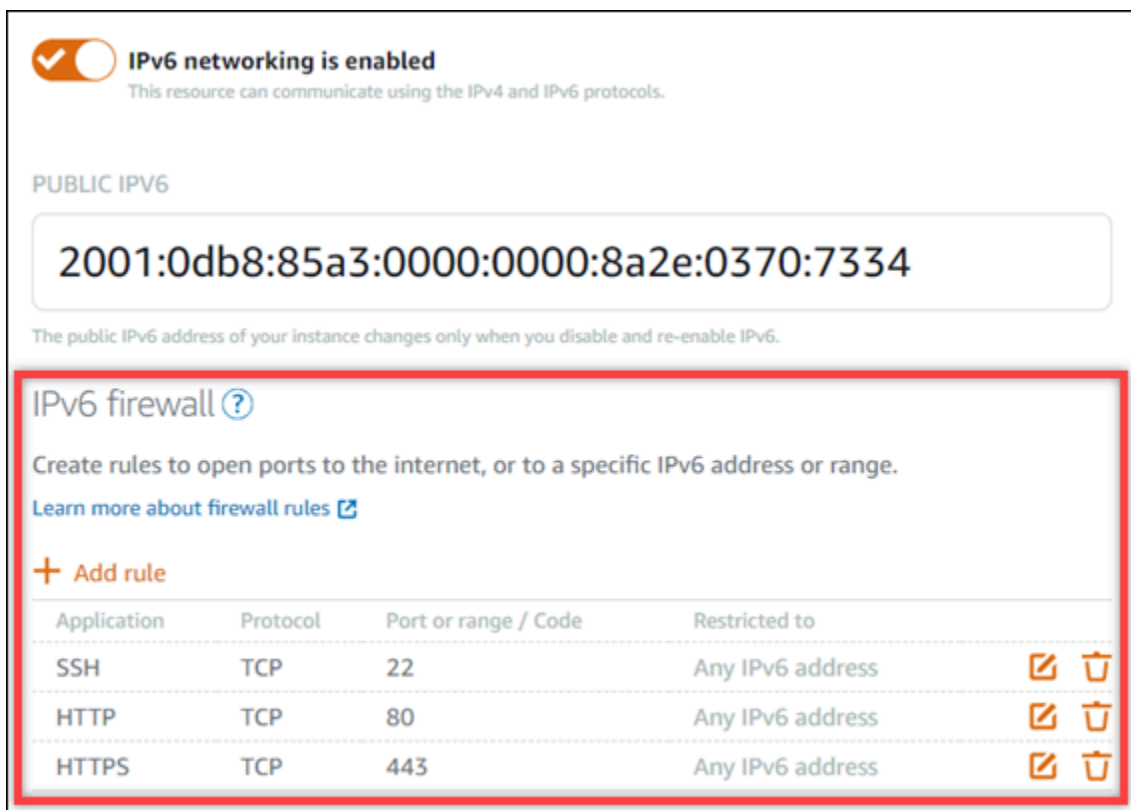 IPv6 networking is enabled
This resource can communicate using the IPv4 and IPv6 protocols.
PUBLIC IPV6
2001:0db8:85a3:0000:0000:8a2e:0370:7334
The public IPv6 address of your instance changes only when you disable and re-enable IPv6.
IPv6 firewall ?
Create rules to open ports to the internet, or to a specific IPv6 address or range.
Learn more about firewall rules
+ Add rule
Application Protocol Port or range / Code Restricted to
SSH TCP 22 Any IPv6 address
HTTP TCP 80 Any IPv6 address
HTTPS TCP 443 Any IPv6 address